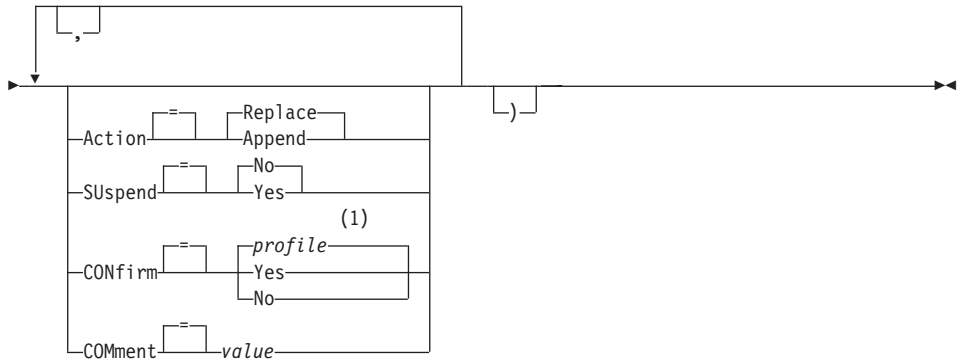 ,
)
= Replace
Action Append
= No
SUspend Yes
(1)
= profile
CONfirm Yes
No
=
COMment value